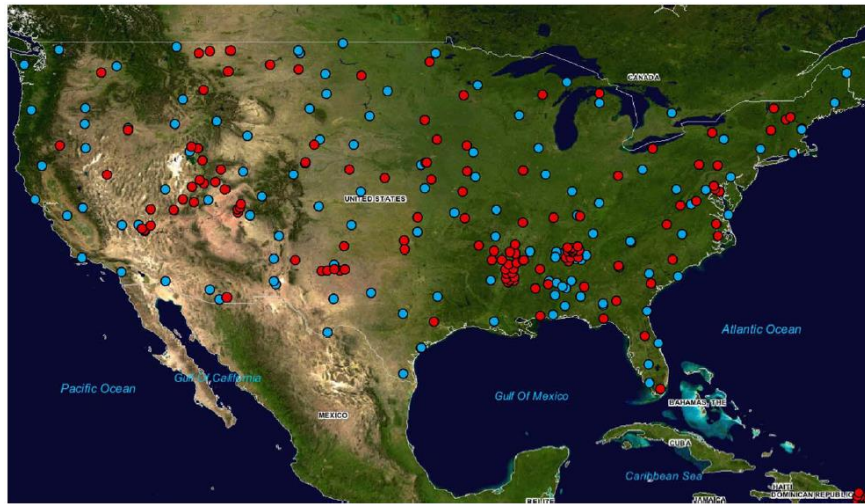 CANADA
UNITED STATES
Atlantic Ocean
Pacific Ocean
Gulf Of California
Gulf Of Mexico
BAHAMAS, THE
MEXICO
CUBA
Caribbean Sea
HAITI
DOMINICAN REPUBLIC
JAMAICA